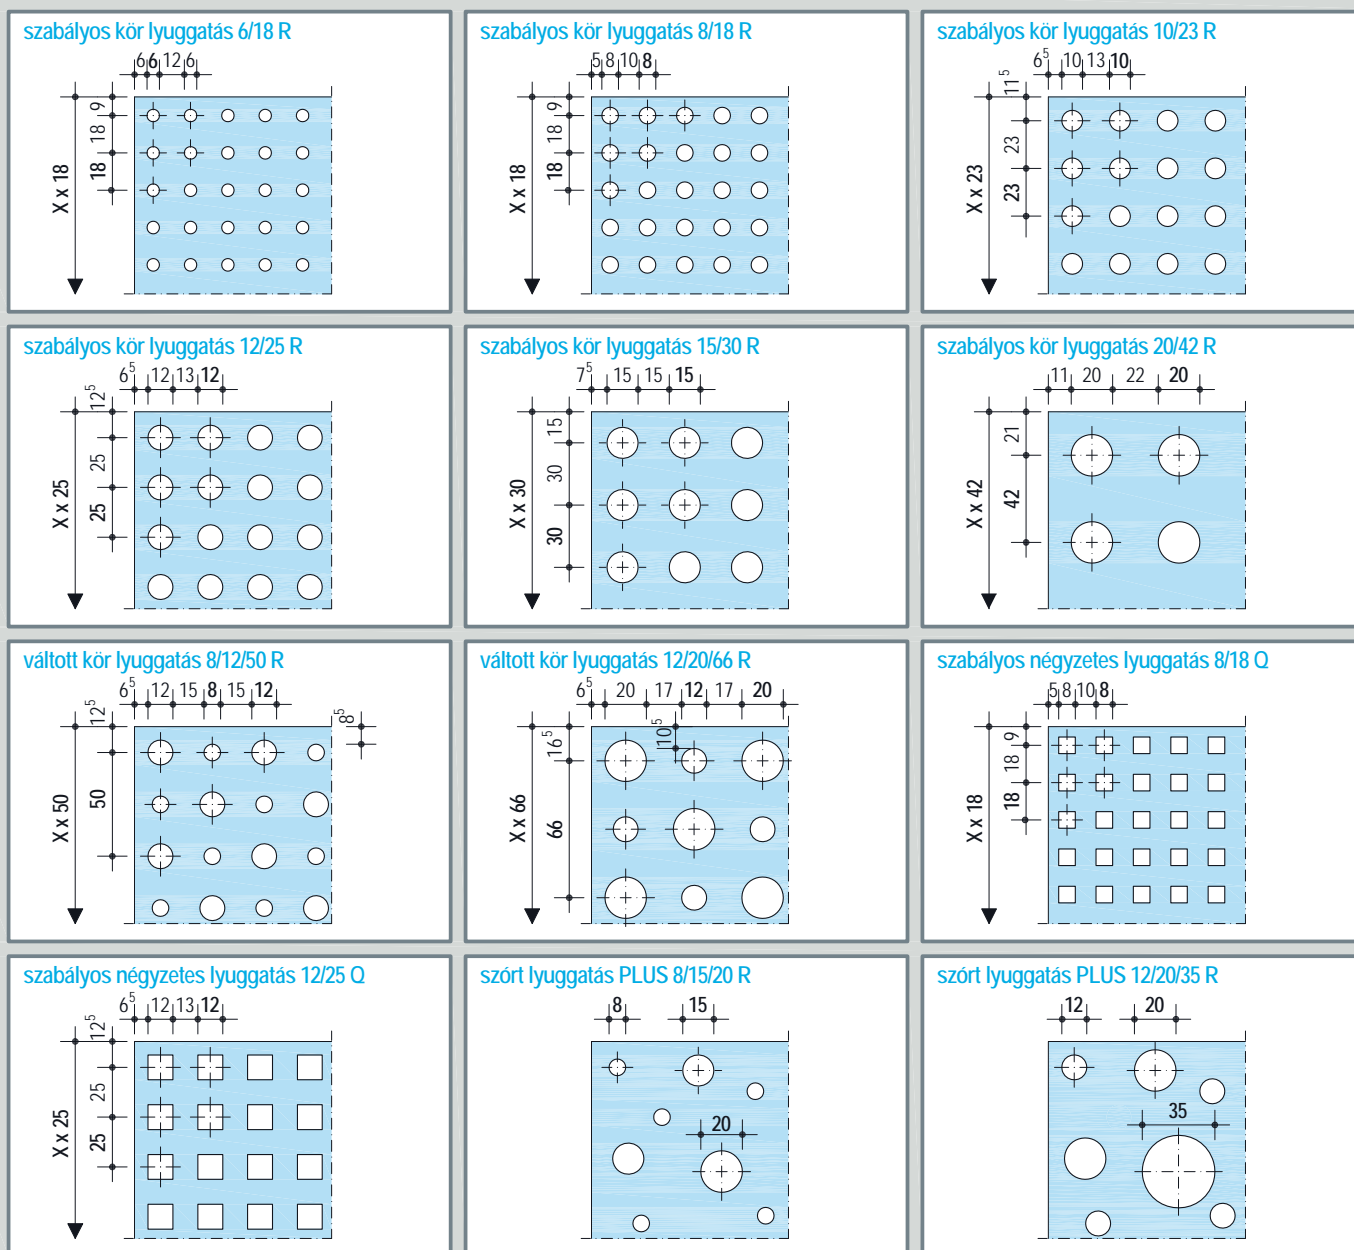 szabályos kör lyuggatás 6/18 R
6 6 12 6
9
18
18
X x 18
szabályos kör lyuggatás 8/18 R
5 8 10 8
9
18
18
X x 18
szabályos kör lyuggatás 10/23 R
6⁵ 10 13 10
11⁵
23
23
X x 23
szabályos kör lyuggatás 12/25 R
6⁵ 12 13 12
12⁵
25
25
X x 25
szabályos kör lyuggatás 15/30 R
7⁵ 15 15 15
15
30
30
X x 30
szabályos kör lyuggatás 20/42 R
11 20 22 20
21
42
X x 42
váltott kör lyuggatás 8/12/50 R
6⁵ 12 15 8 15 12
12⁵
8⁵
50
X x 50
váltott kör lyuggatás 12/20/66 R
6⁵ 20 17 12 17 20
16⁵
10⁵
66
X x 66
szabályos négyzetes lyuggatás 8/18 Q
5 8 10 8
9
18
18
X x 18
szabályos négyzetes lyuggatás 12/25 Q
6⁵ 12 13 12
12⁵
25
25
X x 25
szórt lyuggatás PLUS 8/15/20 R
8 15
20
szórt lyuggatás PLUS 12/20/35 R
12 20
35